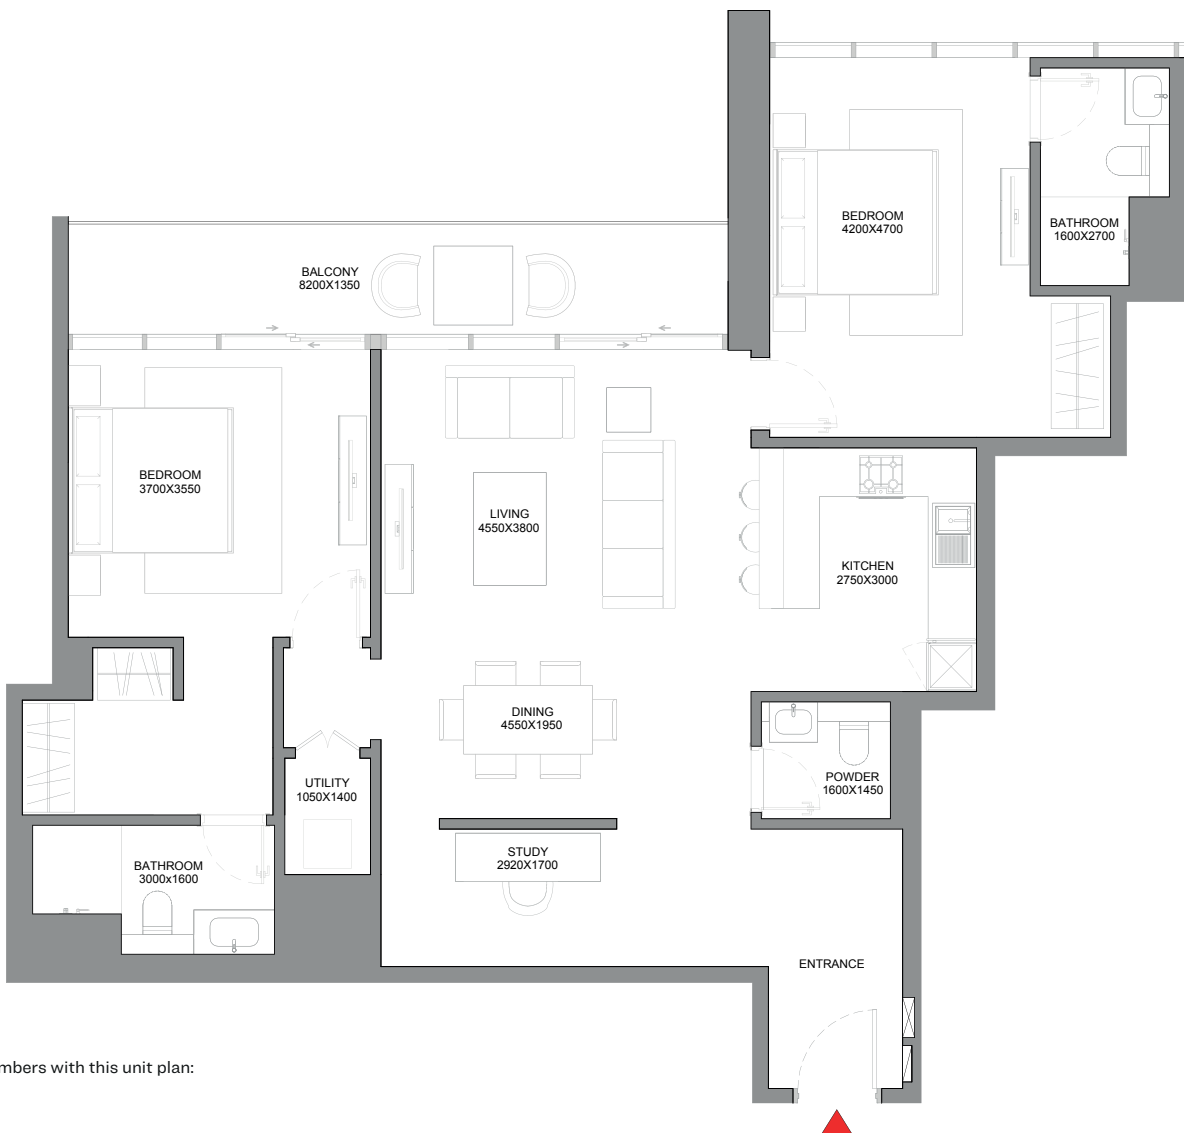 BEDROOM
4200X4700
BATHROOM
1600X2700
BALCONY
8200X1350
BEDROOM
3700X3550
LIVING
4550X3800
KITCHEN
2750X3000
DINING
4550X1950
UTILITY
1050X1400
POWDER
1600X1450
STUDY
2920X1700
BATHROOM
3000x1600
ENTRANCE
mbers with this unit plan: